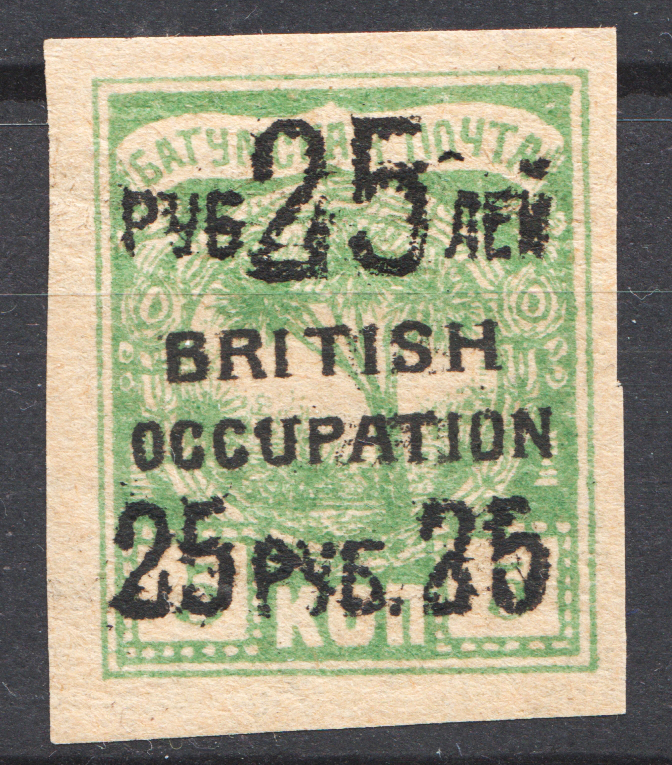 БАТУМСКАЯ ПОЧТА
РУБ 25 ЛЕЙ
BRITISH
OCCUPATION
25 РУБ. 25
КОП